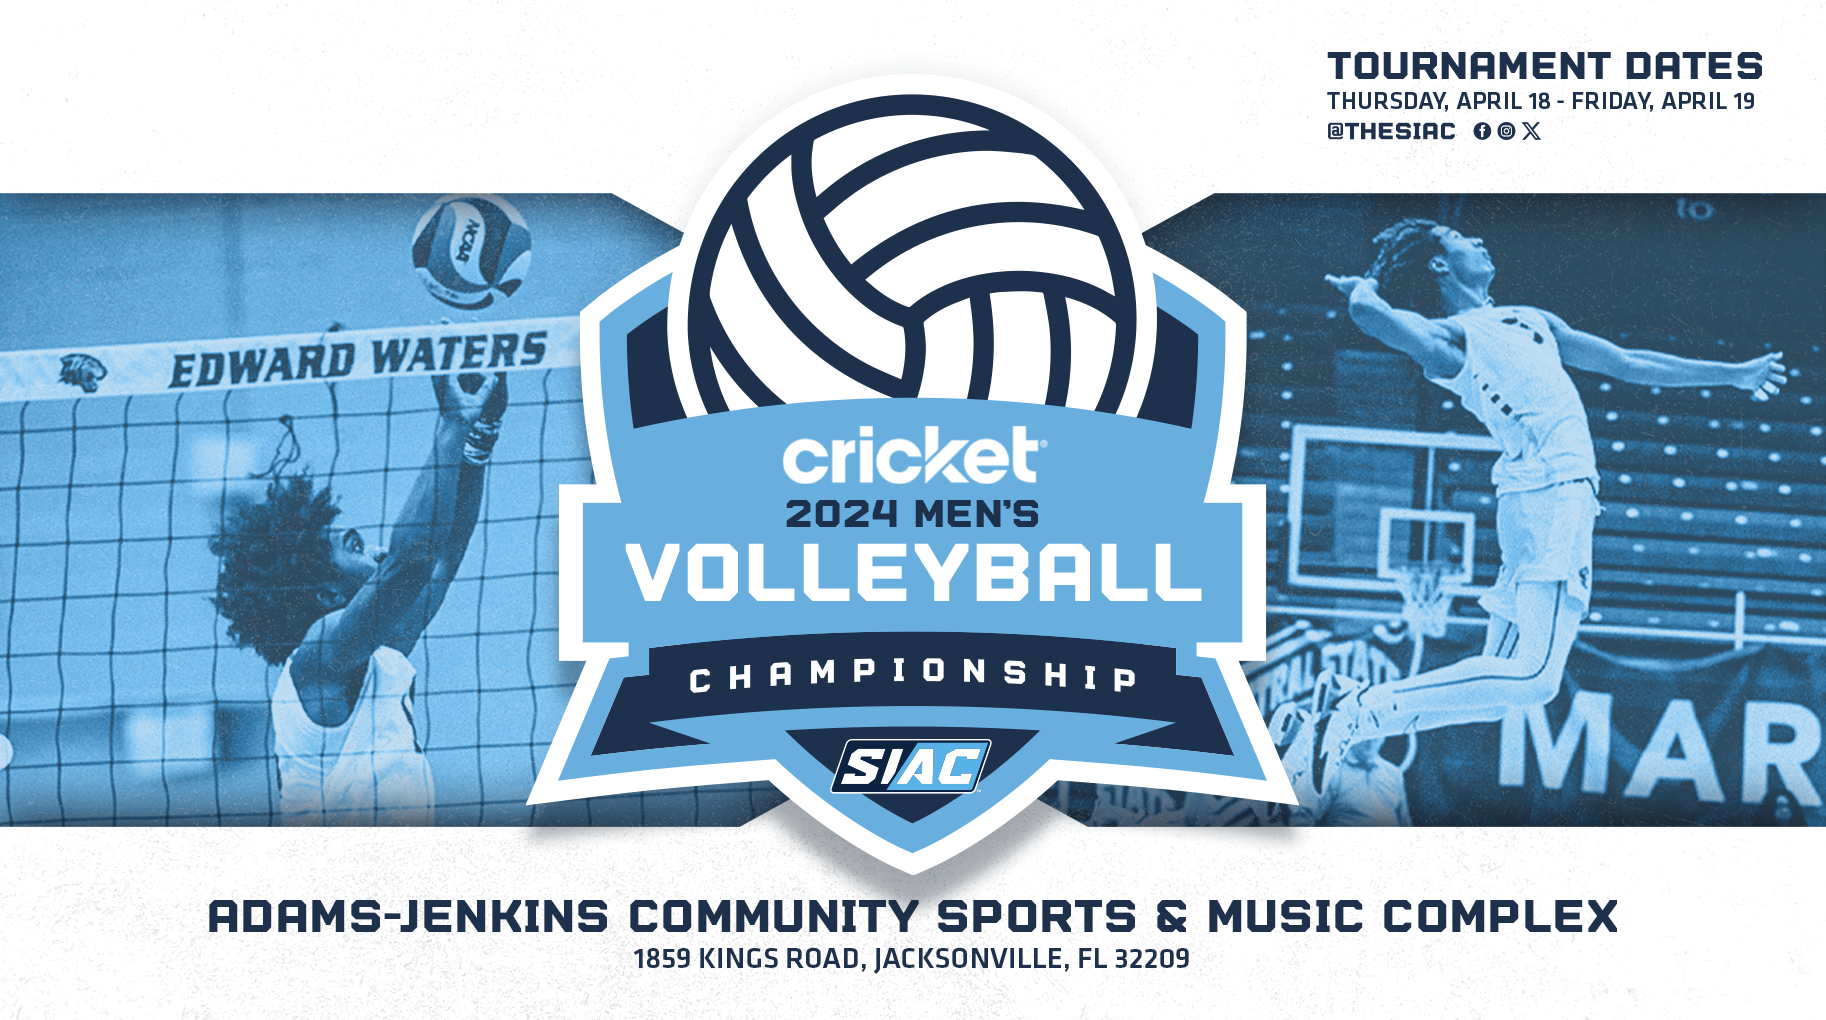 TOURNAMENT DATES
THURSDAY, APRIL 18 - FRIDAY, APRIL 19
@THESIAC
to
NCAA
EDWARD WATERS
cricket®
2024 MEN'S
VOLLEYBALL
CHAMPIONSHIP
SIAC
MAR
ADAMS-JENKINS COMMUNITY SPORTS & MUSIC COMPLEX
1859 KINGS ROAD, JACKSONVILLE, FL 32209